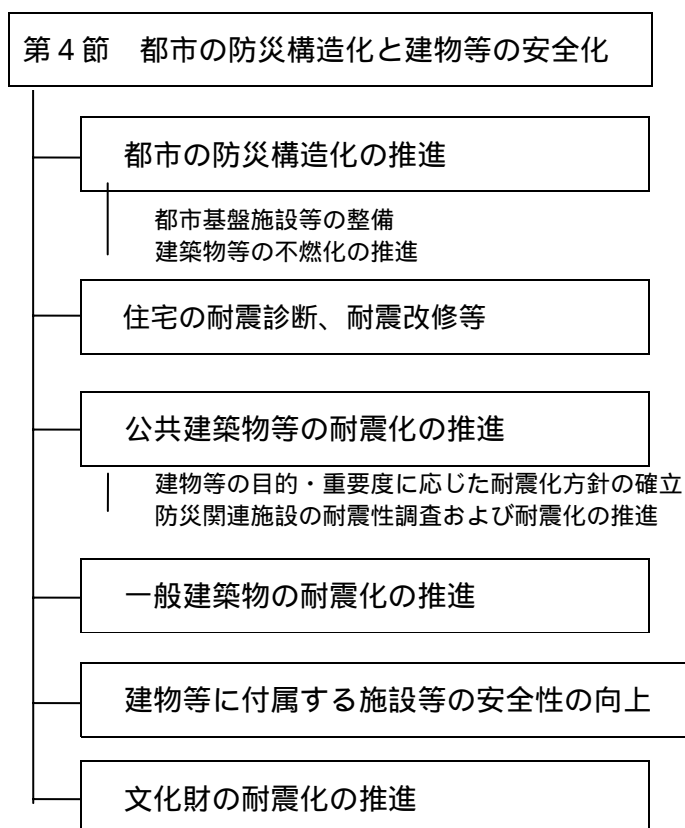 第4節　都市の防災構造化と建物等の安全化
都市の防災構造化の推進
都市基盤施設等の整備
建築物等の不燃化の推進
住宅の耐震診断、耐震改修等
公共建築物等の耐震化の推進
建物等の目的・重要度に応じた耐震化方針の確立
防災関連施設の耐震性調査および耐震化の推進
一般建築物の耐震化の推進
建物等に付属する施設等の安全性の向上
文化財の耐震化の推進